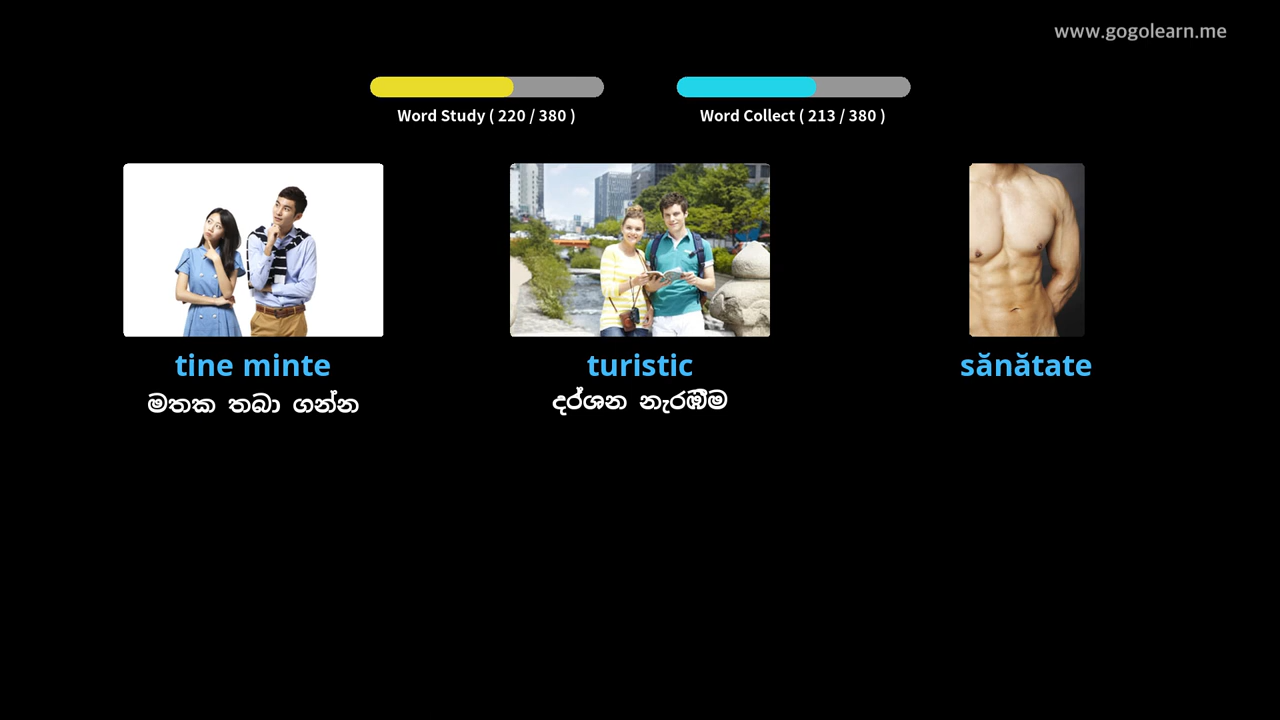 www.gogolearn.me
Word Study ( 220 / 380 )
Word Collect ( 213 / 380 )
tine minte
turistic
sănătate
මතක තබා ගන්න
දර්ශන නැරඹීම